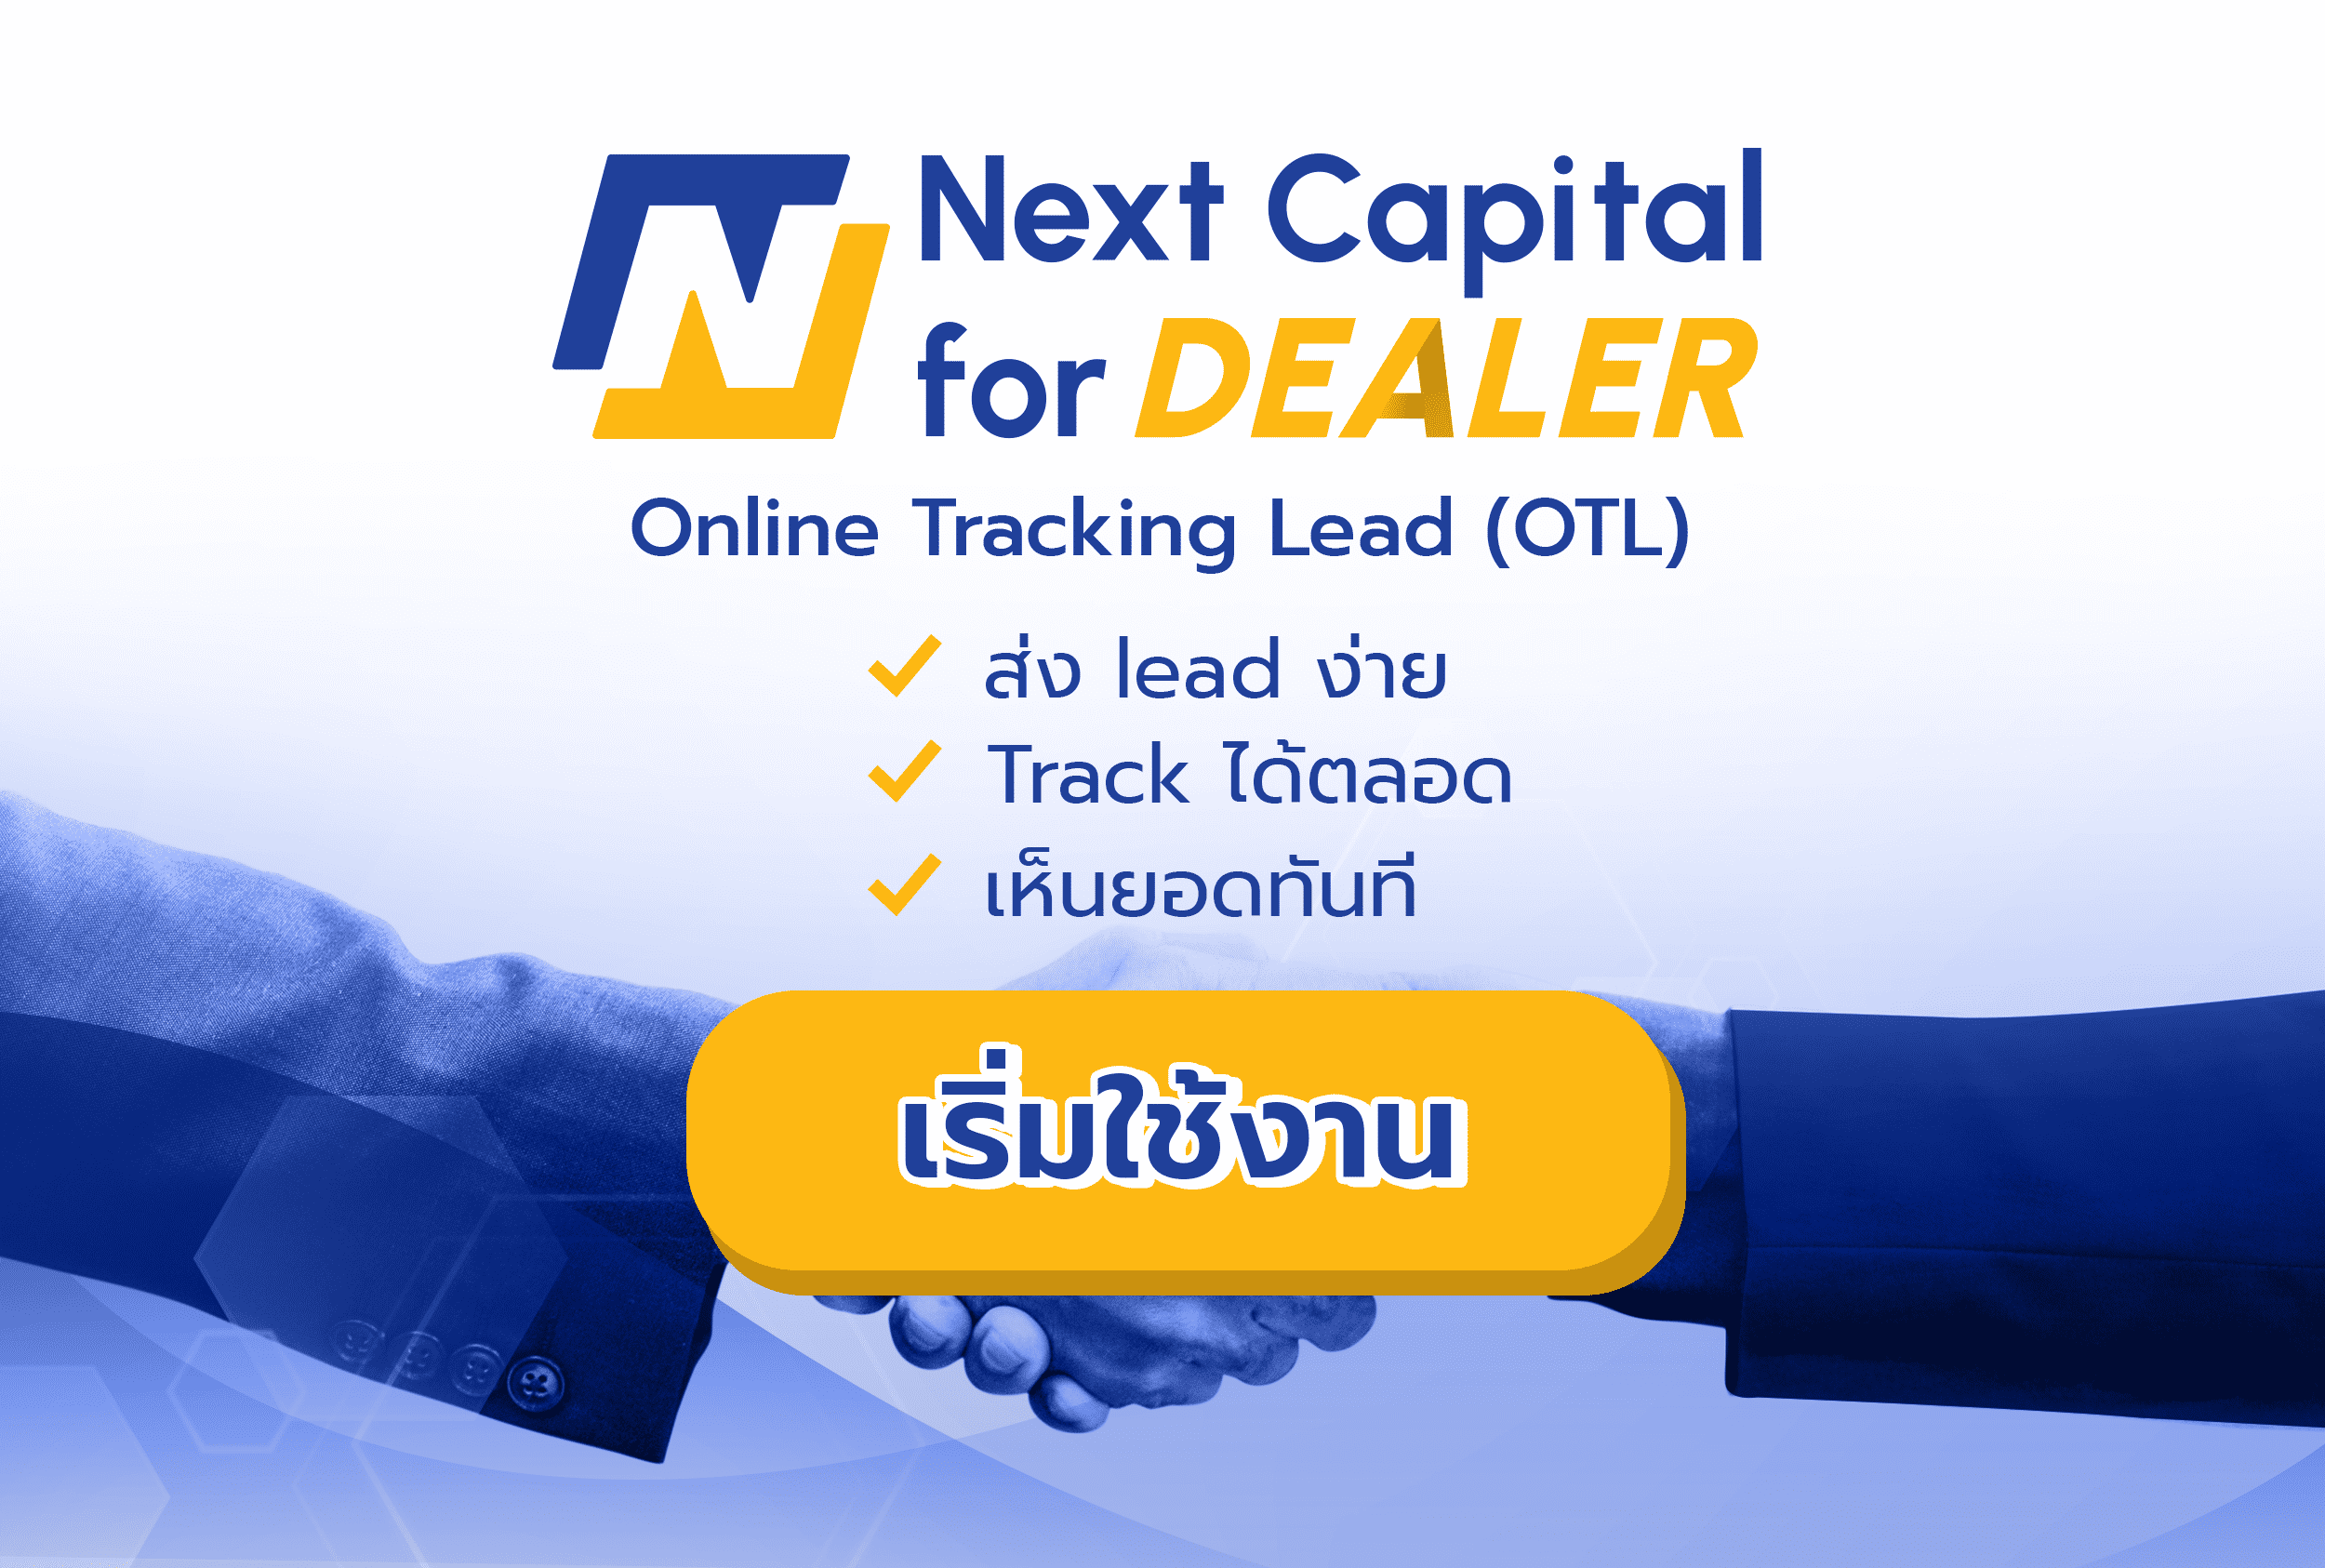 Next Capital
for DEALER
Online Tracking Lead (OTL)
ส่ง lead ง่าย
Track ได้ตลอด
เห็นยอดทันที
เริ่มใช้งาน